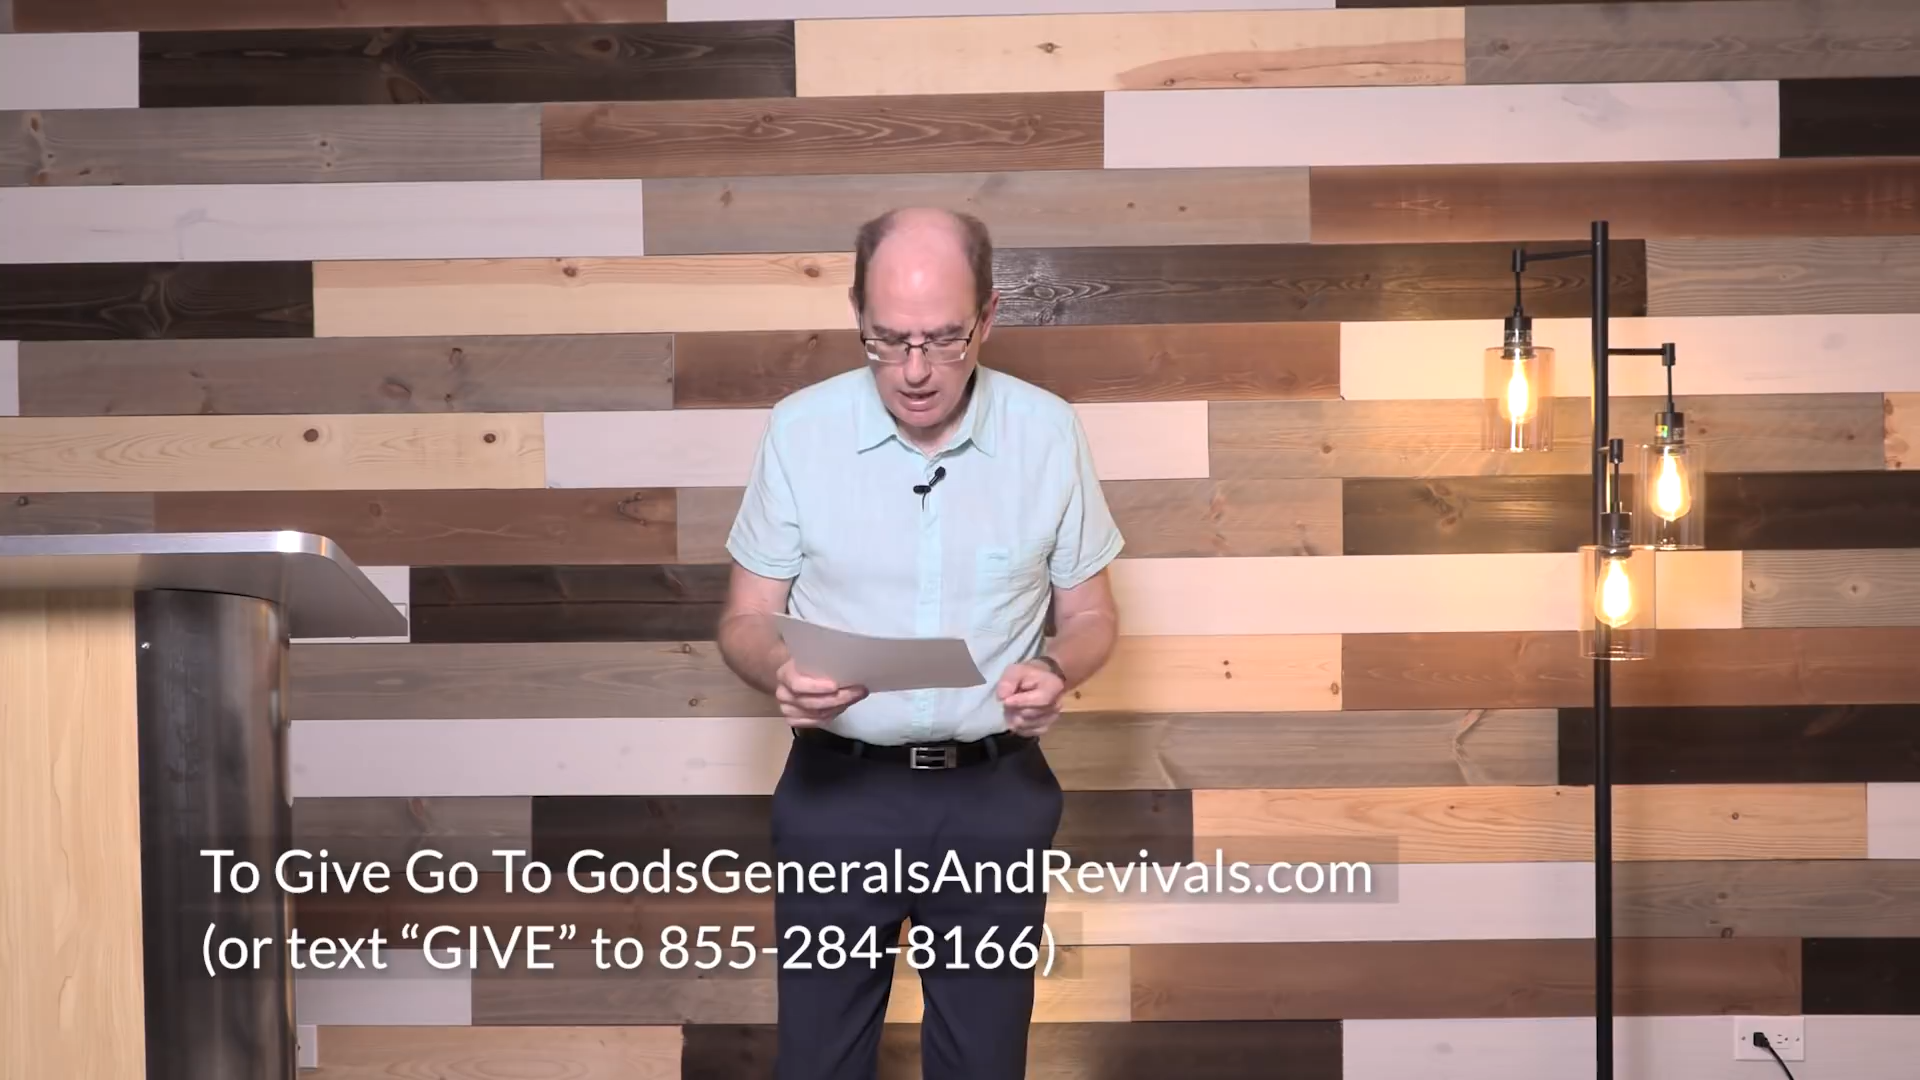 To Give Go To GodsGeneralsAndRevivals.com
(or text “GIVE” to 855-284-8166)